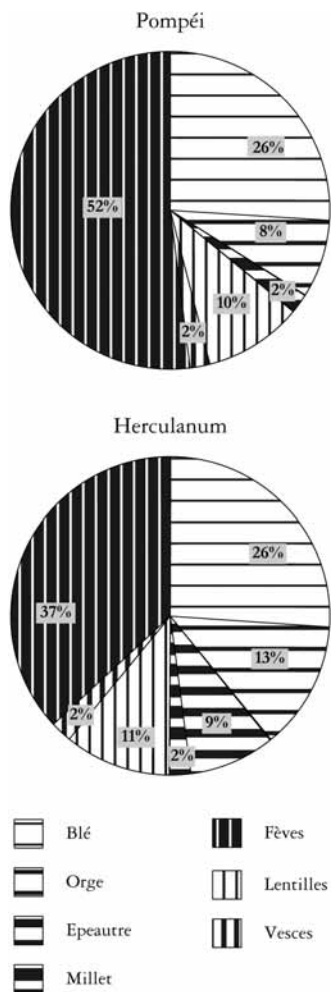 Pompéi
26%
52%
8%
2%
10%
2%
Herculanum
26%
37%
13%
9%
2%
11%
2%
Blé
Fèves
Orge
Lentilles
Epeautre
Vesces
Millet